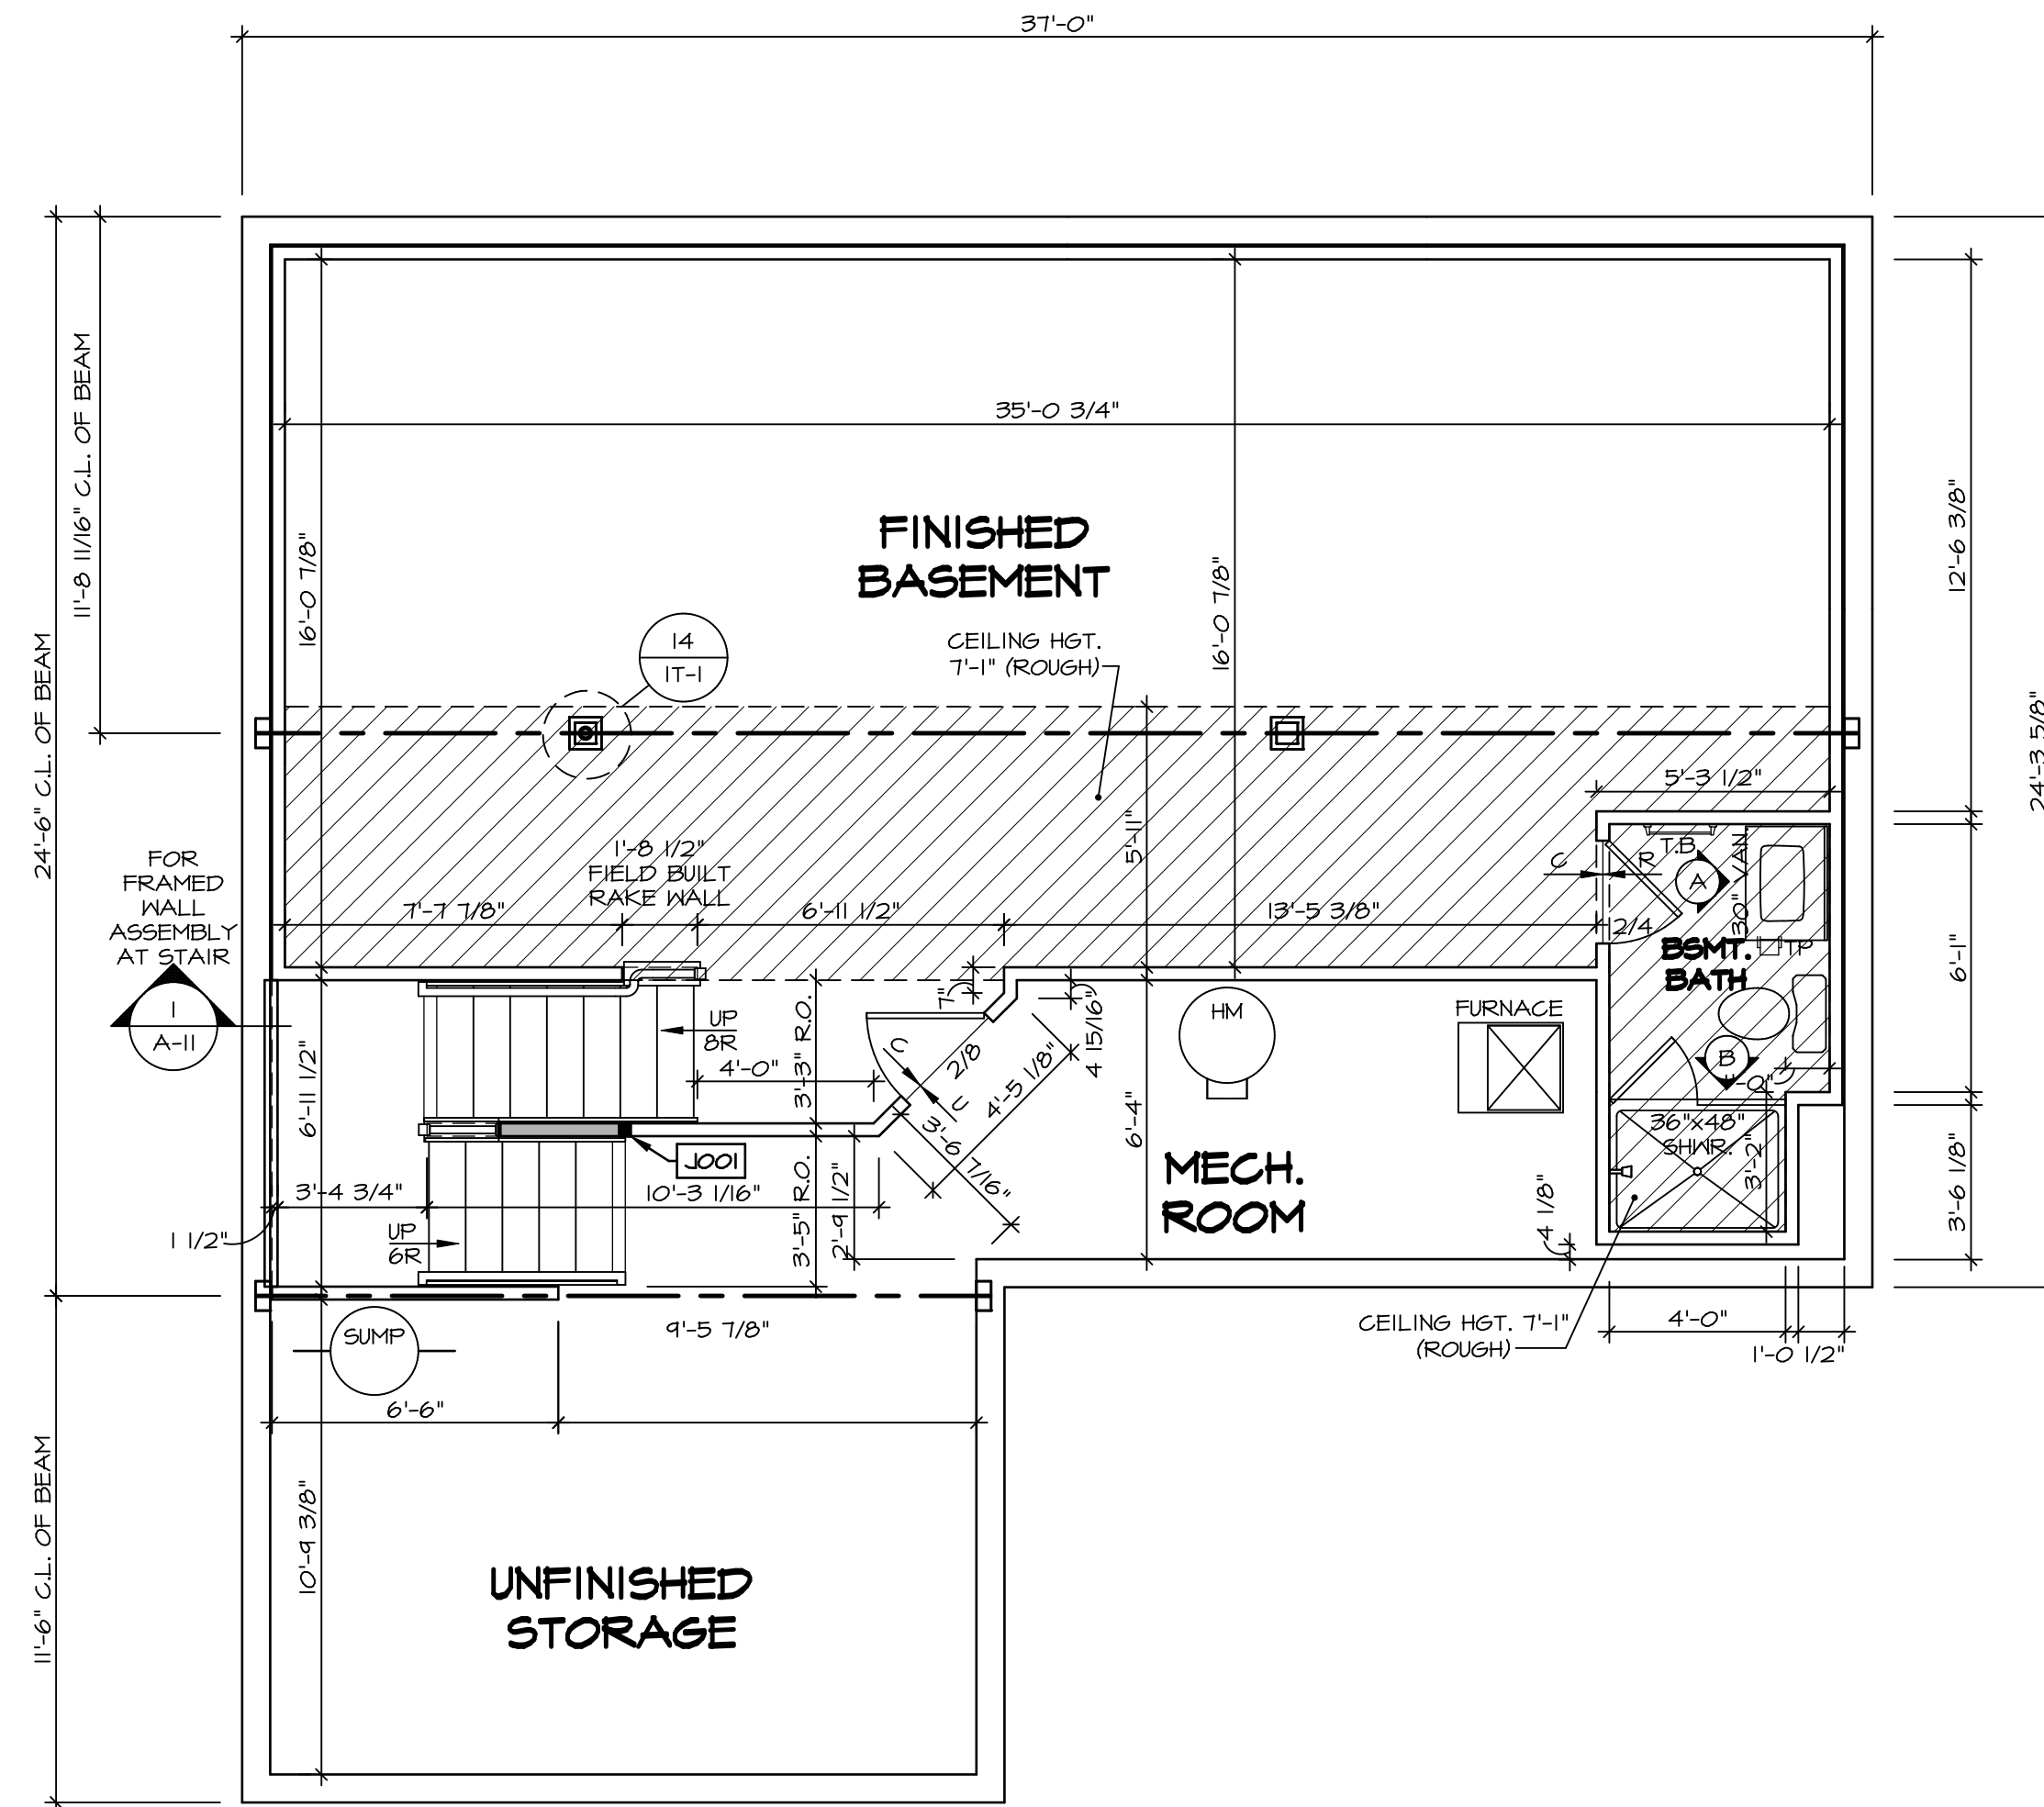 37'-0"
11'-8 11/16" C.L. OF BEAM
24'-6" C.L. OF BEAM
11'-6" C.L. OF BEAM
35'-0 3/4"
16'-0 7/8"
16'-0 7/8"
FINISHED
BASEMENT
CEILING HGT.
7'-1" (ROUGH)
14
1T-1
12'-6 3/8"
24'-3 5/8"
5'-3 1/2"
5'-11"
1'-8 1/2"
FIELD BUILT
RAKE WALL
7'-7 7/8"
6'-11 1/2"
13'-5 3/8"
FOR
FRAMED
WALL
ASSEMBLY
AT STAIR
1
A-11
C
R
T.B.
A
30" VAN.
2/4
BSMT.
BATH
TP
6'-1"
7"
4 15/16"
HM
FURNACE
UP
8R
4'-0"
3'-3" R.O.
6'-11 1/2"
C
2/8
U
4'-5 1/8"
3'-6 7/16"
B
36"x48"
SHWR.
3'-2"
3'-6 1/8"
J001
3'-4 3/4"
10'-3 1/16"
3'-5" R.O.
2'-9 1/2"
6'-4"
MECH.
ROOM
4 1/8"
1 1/2"
UP
6R
SUMP
9'-5 7/8"
6'-6"
CEILING HGT. 7'-1"
(ROUGH)
4'-0"
1'-0 1/2"
10'-9 3/8"
UNFINISHED
STORAGE